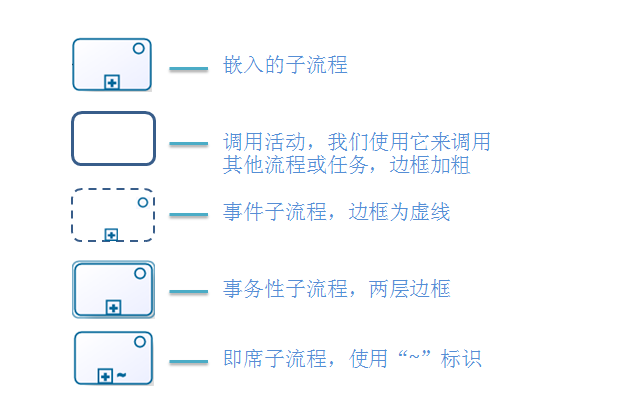 嵌入的子流程
调用活动，我们使用它来调用
其他流程或任务，边框加粗
事件子流程，边框为虚线
事务性子流程，两层边框
~
即席子流程，使用“~”标识